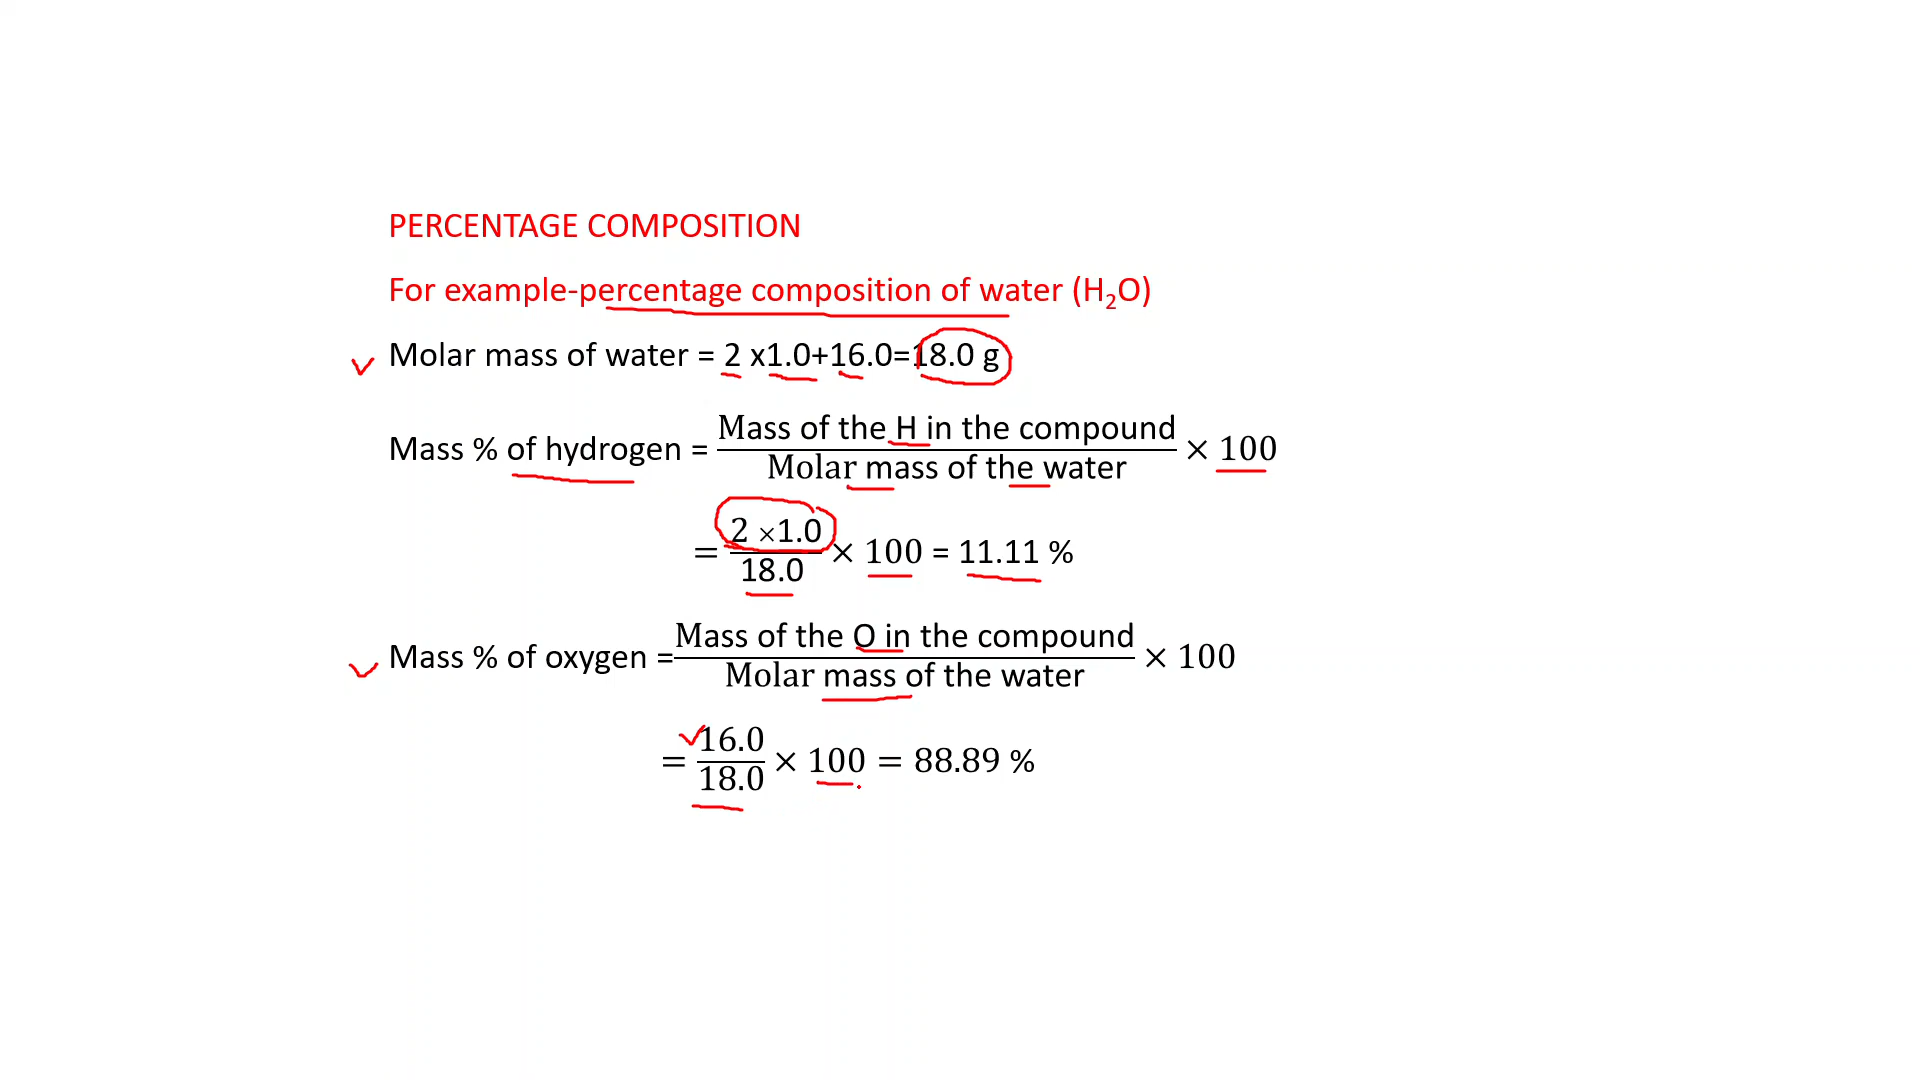 PERCENTAGE COMPOSITION
For example-percentage composition of water (H₂O)
Molar mass of water = 2 x1.0+16.0=18.0 g
Mass % of hydrogen = Mass of the H in the compound / Molar mass of the water × 100
= 2 ×1.0 / 18.0 × 100 = 11.11 %
Mass % of oxygen = Mass of the O in the compound / Molar mass of the water × 100
= 16.0 / 18.0 × 100 = 88.89 %